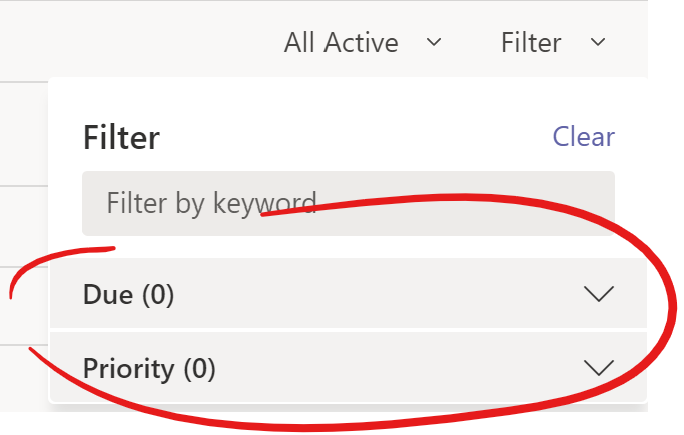 All Active Filter
Filter Clear
Filter by keyword
Due (0)
Priority (0)